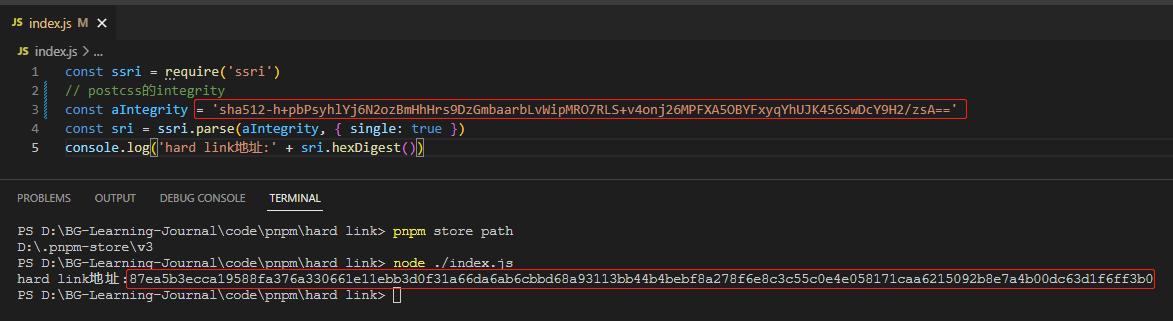 JS index.js M ×
JS index.js > ...
1 const ssri = require('ssri')
2 // postcss的integrity
3 const aIntegrity = 'sha512-h+pbPsyhlYj6N2ozBmHhHrs9DzGmbaarbLvWipMRO7RLS+v4onj26MPFXA5OBYFxyqYhUJK456SwDcY9H2/zsA=='
4 const sri = ssri.parse(aIntegrity, { single: true })
5 console.log('hard link地址:' + sri.hexDigest())
PROBLEMS OUTPUT DEBUG CONSOLE TERMINAL
PS D:\BG-Learning-Journal\code\pnpm\hard link> pnpm store path
D:\.pnpm-store\v3
PS D:\BG-Learning-Journal\code\pnpm\hard link> node ./index.js
hard link地址:87ea5b3ecca19588fa376a330661e11ebb3d0f31a66da6ab6cbbd68a93113bb44b4bebf8a278f6e8c3c55c0e4e058171caa6215092b8e7a4b00dc63d1f6ff3b0
PS D:\BG-Learning-Journal\code\pnpm\hard link>